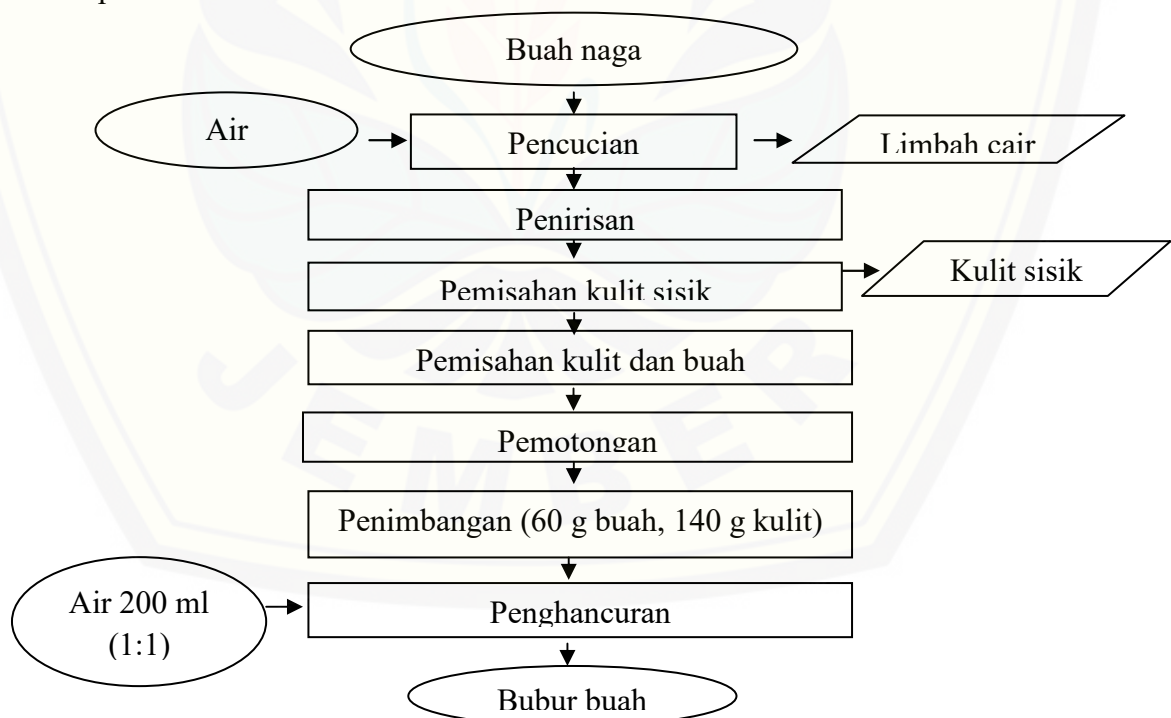 Buah naga
Air
Pencucian
Limbah cair
Penirisan
Pemisahan kulit sisik
Kulit sisik
Pemisahan kulit dan buah
Pemotongan
Penimbangan (60 g buah, 140 g kulit)
Air 200 ml
(1:1)
Penghancuran
Bubur buah
JEMBER